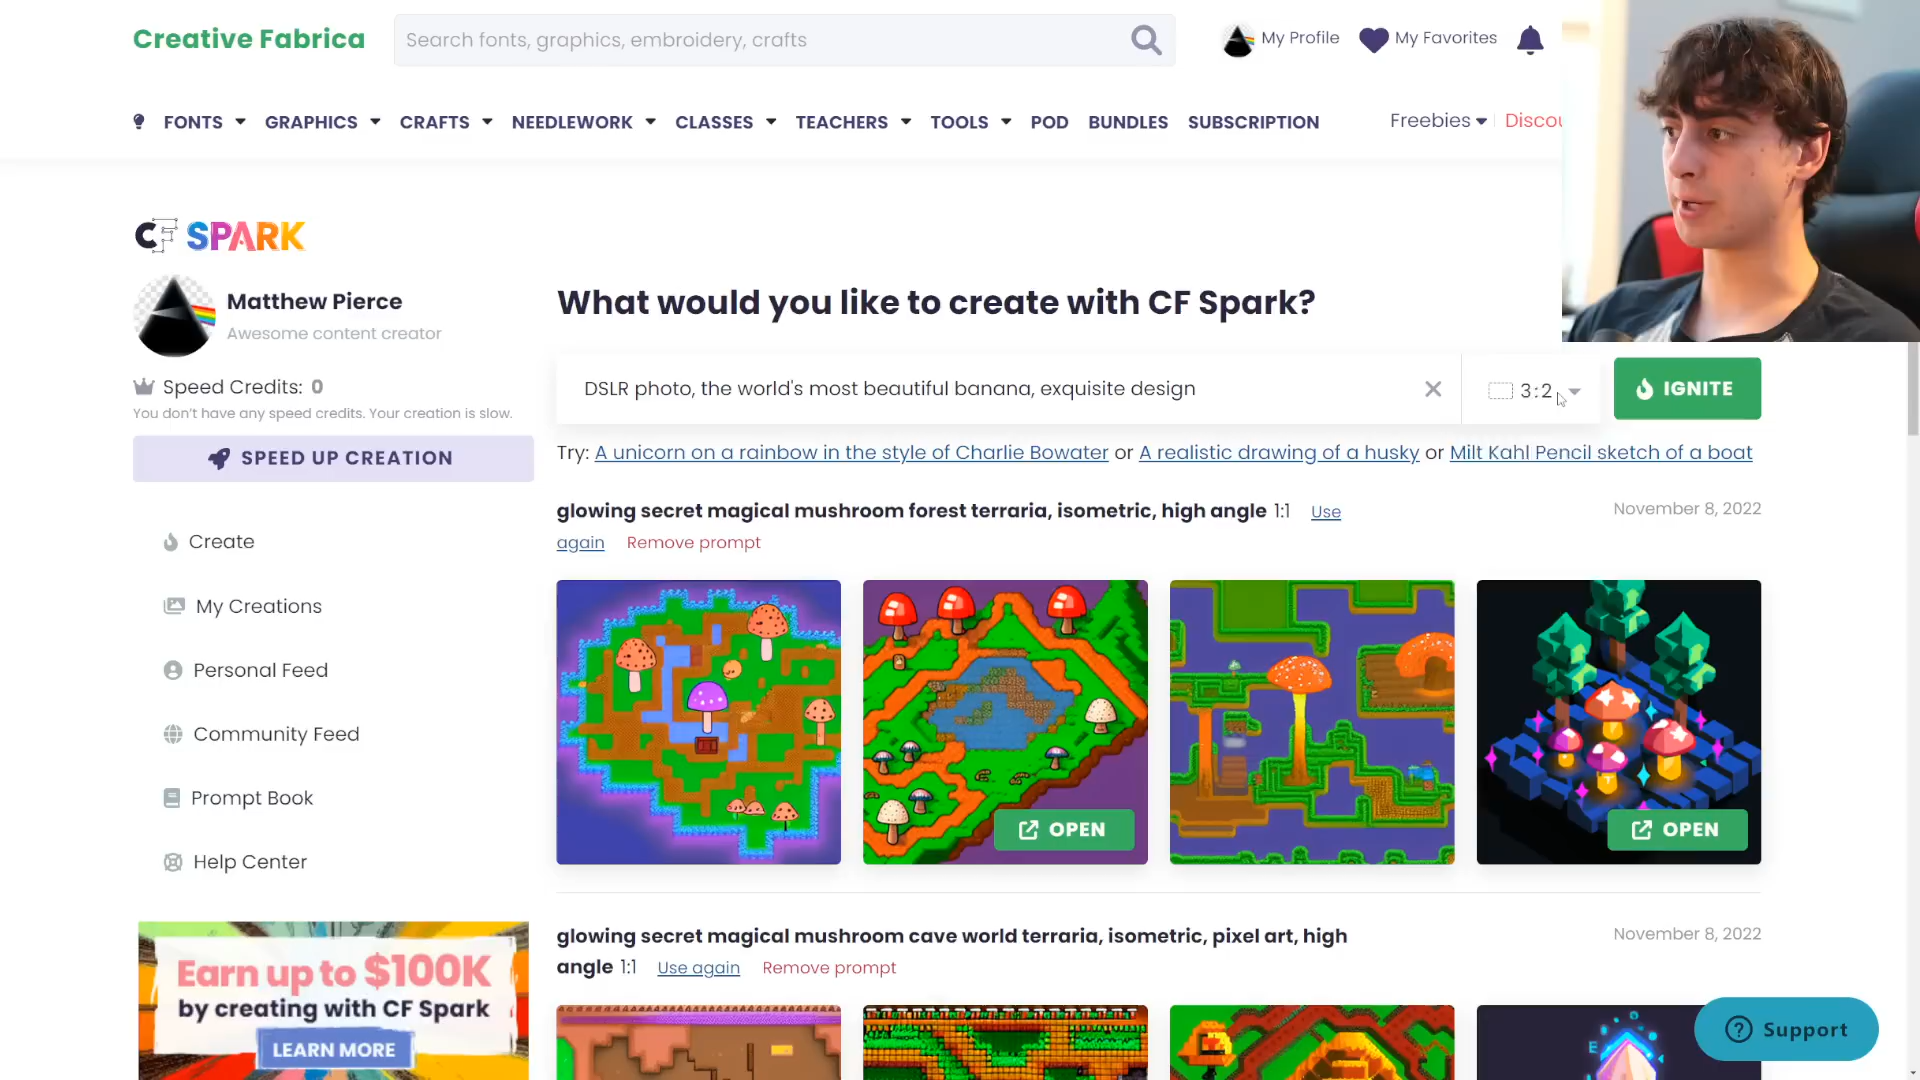 Creative Fabrica
Search fonts, graphics, embroidery, crafts
My Profile
My Favorites
FONTS
GRAPHICS
CRAFTS
NEEDLEWORK
CLASSES
TEACHERS
TOOLS
POD
BUNDLES
SUBSCRIPTION
Freebies
Discou
CF SPARK
Matthew Pierce
Awesome content creator
Speed Credits: 0
You don't have any speed credits. Your creation is slow.
SPEED UP CREATION
Create
My Creations
Personal Feed
Community Feed
Prompt Book
Help Center
Earn up to $100K
by creating with CF Spark
LEARN MORE
What would you like to create with CF Spark?
DSLR photo, the world's most beautiful banana, exquisite design
3:2
IGNITE
Try: A unicorn on a rainbow in the style of Charlie Bowater or A realistic drawing of a husky or Milt Kahl Pencil sketch of a boat
glowing secret magical mushroom forest terraria, isometric, high angle 1:1 Use
again Remove prompt
November 8, 2022
OPEN
OPEN
glowing secret magical mushroom cave world terraria, isometric, pixel art, high
angle 1:1 Use again Remove prompt
November 8, 2022
Support